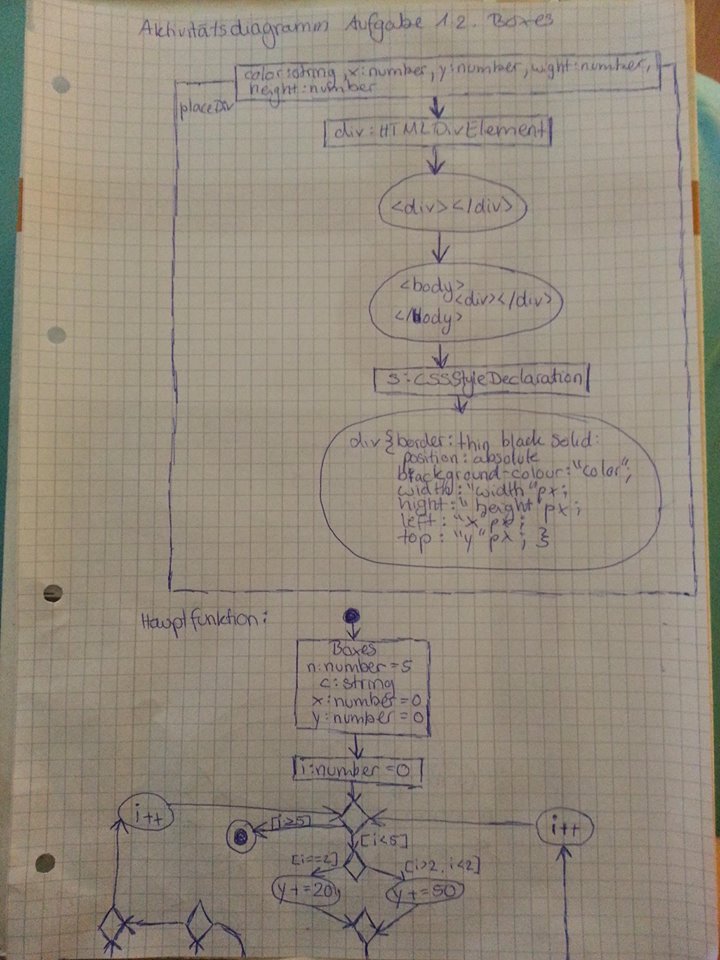 Aktivitätsdiagramm Aufgabe 1.2. Boxes
color:string, x:number, y:number, wight:number,
height:number
placeDiv
div:HTMLDivElement
<div></div>
<body>
<div></div>
</body>
s:CSSStyleDeclaration
div{border:thin black solid:
position:absolute
background-colour:"color";
width:"width"px;
hight:"height"px;
left:"x"px;
top:"y"px; }
Hauptfunktion:
Boxes
n:number=5
c:string
x:number=0
y:number=0
i:number=0
i++
[i≥5]
i++
[i<5]
[i==2]
[i>2, i<2]
y+=20
y+=50